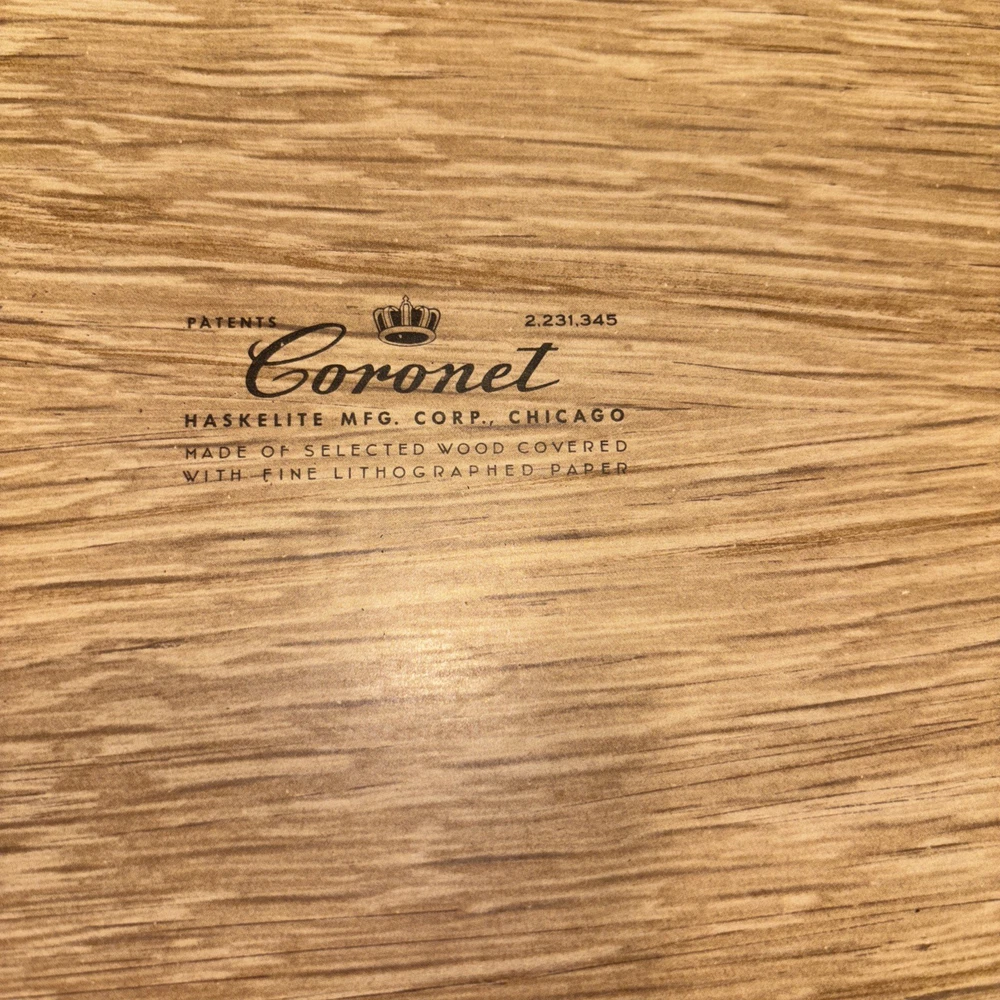 PATENTS 2,231,345
Coronet
HASKELITE MFG. CORP., CHICAGO
MADE OF SELECTED WOOD COVERED
WITH FINE LITHOGRAPHED PAPER